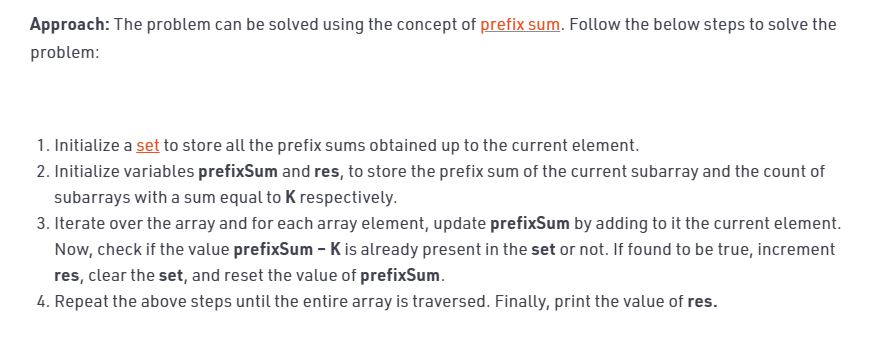 Approach: The problem can be solved using the concept of prefix sum. Follow the below steps to solve the
problem:
1. Initialize a set to store all the prefix sums obtained up to the current element.
2. Initialize variables prefixSum and res, to store the prefix sum of the current subarray and the count of
subarrays with a sum equal to K respectively.
3. Iterate over the array and for each array element, update prefixSum by adding to it the current element.
Now, check if the value prefixSum – K is already present in the set or not. If found to be true, increment
res, clear the set, and reset the value of prefixSum.
4. Repeat the above steps until the entire array is traversed. Finally, print the value of res.